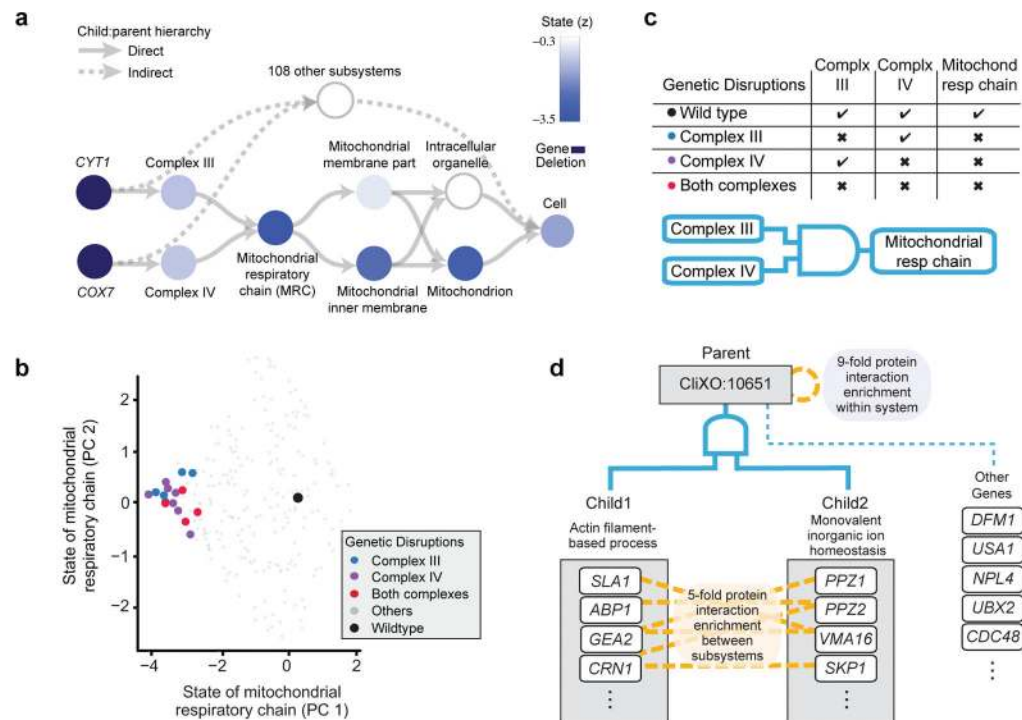 a
Child:parent hierarchy
Direct
Indirect
108 other subsystems
State (z)
–0.3
–3.5
Gene
Deletion
CYT1
Complex III
Mitochondrial
membrane part
Intracellular
organelle
Cell
COX7
Complex IV
Mitochondrial
respiratory
chain (MRC)
Mitochondrial
inner membrane
Mitochondrion
c
Genetic Disruptions
Complx
III
Complx
IV
Mitochond
resp chain
Wild type ✔ ✔ ✔
Complex III ✖ ✔ ✖
Complex IV ✔ ✖ ✖
Both complexes ✖ ✖ ✖
Complex III
Complex IV
Mitochondrial
resp chain
b
State of mitochondrial
respiratory chain (PC 2)
2
1
0
−1
−2
−4
−2
0
2
State of mitochondrial
respiratory chain (PC 1)
Genetic Disruptions
Complex III
Complex IV
Both complexes
Others
Wildtype
d
Parent
CliXO:10651
9-fold protein
interaction
enrichment
within system
Child1
Actin filament-
based process
SLA1
ABP1
GEA2
CRN1
⋮
5-fold protein
interaction
enrichment
between
subsystems
Child2
Monovalent
inorganic ion
homeostasis
PPZ1
PPZ2
VMA16
SKP1
⋮
Other
Genes
DFM1
USA1
NPL4
UBX2
CDC48
⋮